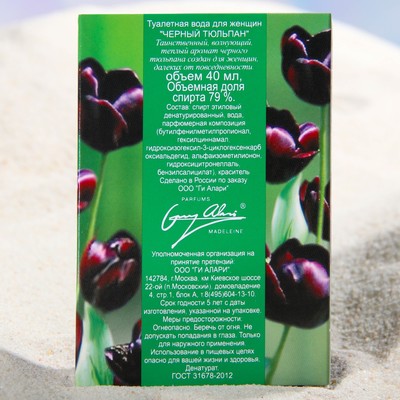 Туалетная вода для женщин
"ЧЕРНЫЙ ТЮЛЬПАН"
Таинственный, волнующий,
теплый аромат черного
тюльпана создан для женщин,
далеких от повседневности.
объем 40 мл,
Объемная доля
спирта 79 %.
Состав: спирт этиловый
денатурированный, вода,
парфюмерная композиция
(бутилфенилметилпропионал,
гексилциннамал
гидроксизогексил-3-циклогексенкарб
оксиальдегид, альфаизометилионон,
гидроксицитронеллаль,
бензилсалицилат), краситель
Сделано в России по заказу
ООО "Ги Алари"
PARFUMS
Guy Alari ®
MADELEINE
Уполномоченная организация на
принятие претензий
ООО "ГИ АЛАРИ"
142784, г.Москва, км Киевское шоссе
22-ой (п.Московский), домовладение
4, стр.1, блок А, т 8(495)604-13-10.
Срок годности 5 лет с даты
изготовления, указанной на упаковке.
Меры предосторожности:
Огнеопасно. Беречь от огня. Не
допускать попадания в глаза. Только
для наружного применения.
Использование в пищевых целях
опасно для вашей жизни и здоровья.
Денатурат.
ГОСТ 31678-2012